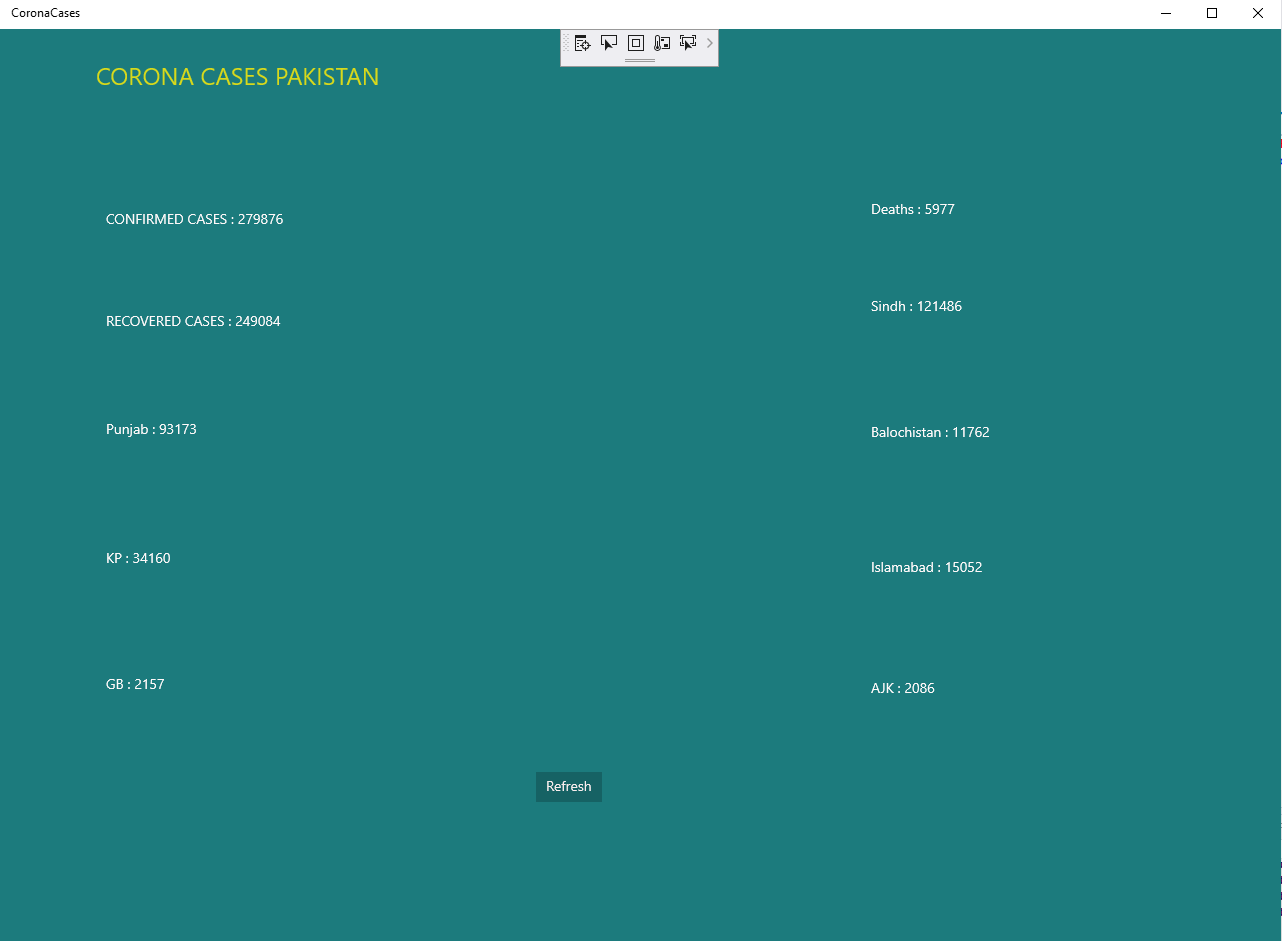 CoronaCases
CORONA CASES PAKISTAN
CONFIRMED CASES : 279876
Deaths : 5977
RECOVERED CASES : 249084
Sindh : 121486
Punjab : 93173
Balochistan : 11762
KP : 34160
Islamabad : 15052
GB : 2157
AJK : 2086
Refresh